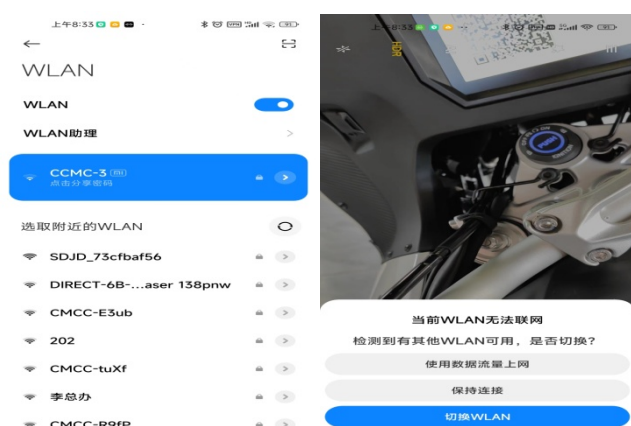 上午8:33
WLAN
WLAN
WLAN助理
CCMC-3
点击分享密码
选取附近的WLAN
SDJD_73cfbaf56
DIRECT-6B-...aser 138pnw
CMCC-E3ub
202
CMCC-tuXf
李总办
CMCC-R9fP
上午8:33
HDR
当前WLAN无法联网
检测到有其他WLAN可用，是否切换？
使用数据流量上网
保持连接
切换WLAN